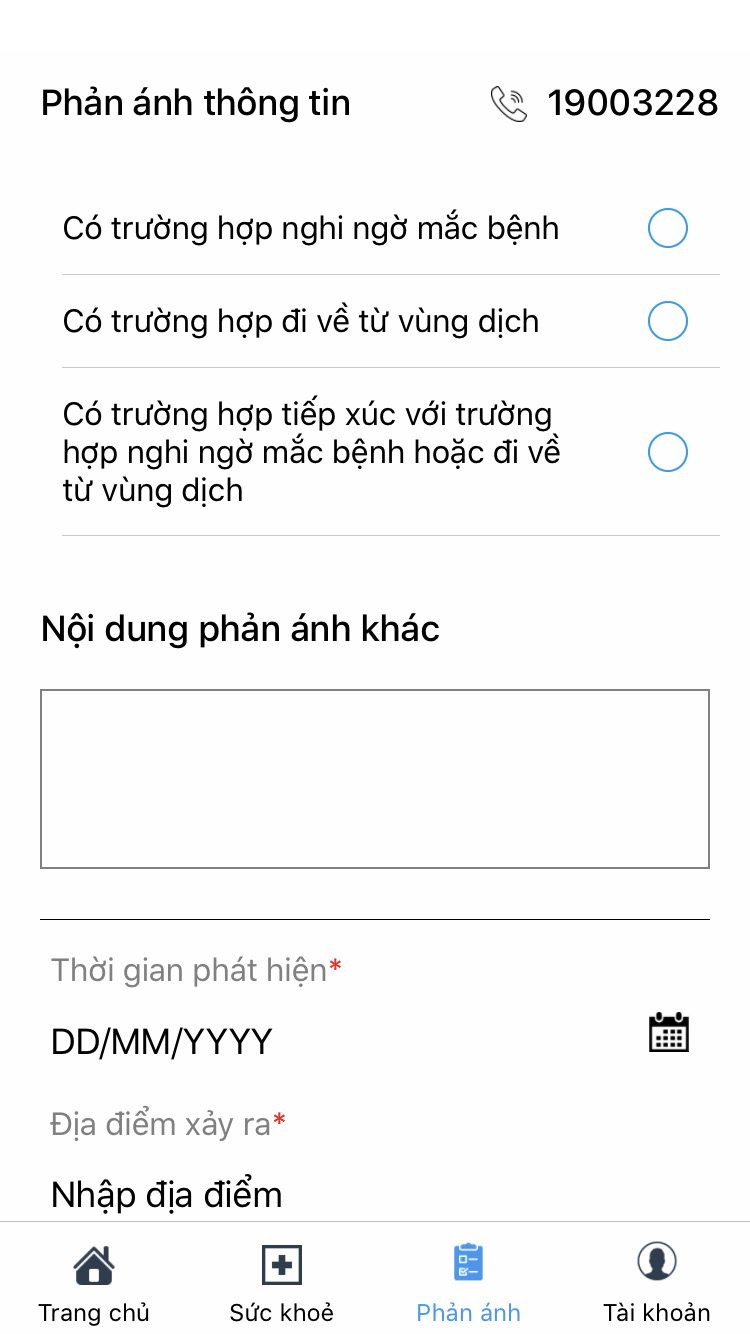 Phản ánh thông tin 19003228
Có trường hợp nghi ngờ mắc bệnh
Có trường hợp đi về từ vùng dịch
Có trường hợp tiếp xúc với trường
hợp nghi ngờ mắc bệnh hoặc đi về
từ vùng dịch
Nội dung phản ánh khác
Thời gian phát hiện*
DD/MM/YYYY
Địa điểm xảy ra*
Nhập địa điểm
Trang chủ Sức khoẻ Phản ánh Tài khoản